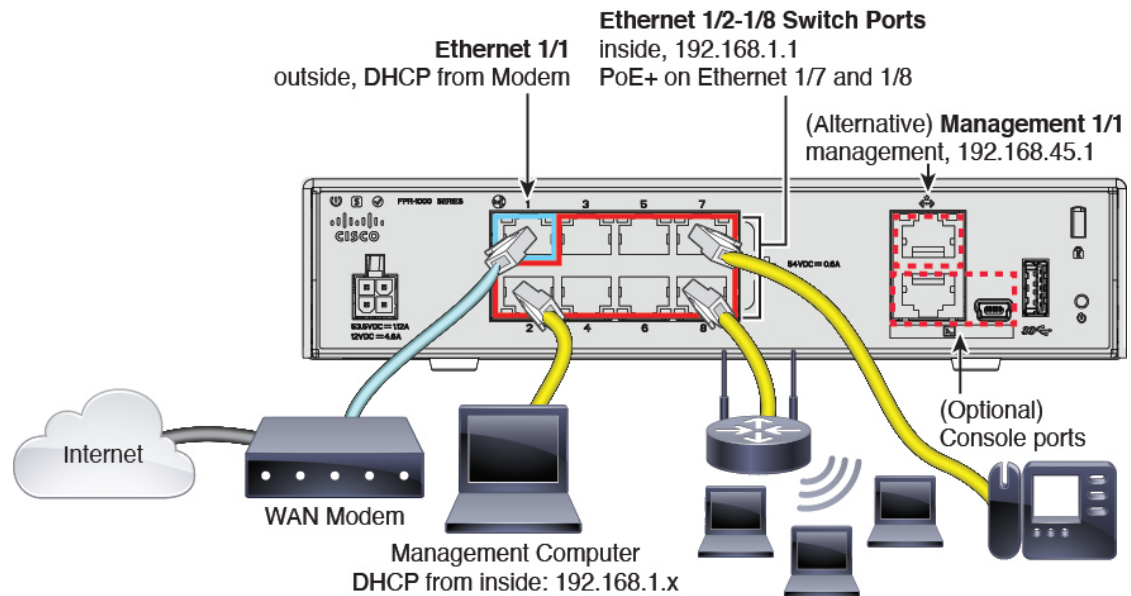 Ethernet 1/2-1/8 Switch Ports
inside, 192.168.1.1
PoE+ on Ethernet 1/7 and 1/8
Ethernet 1/1
outside, DHCP from Modem
(Alternative) Management 1/1
management, 192.168.45.1
FPR-1000 SERIES
S
CISCO
1 3 5 7
54VDC 0.6A
53.5VDC 1.12A
12VDC 4.6A
2 4 6 8
SS
(Optional)
Console ports
Internet
WAN Modem
Management Computer
DHCP from inside: 192.168.1.x